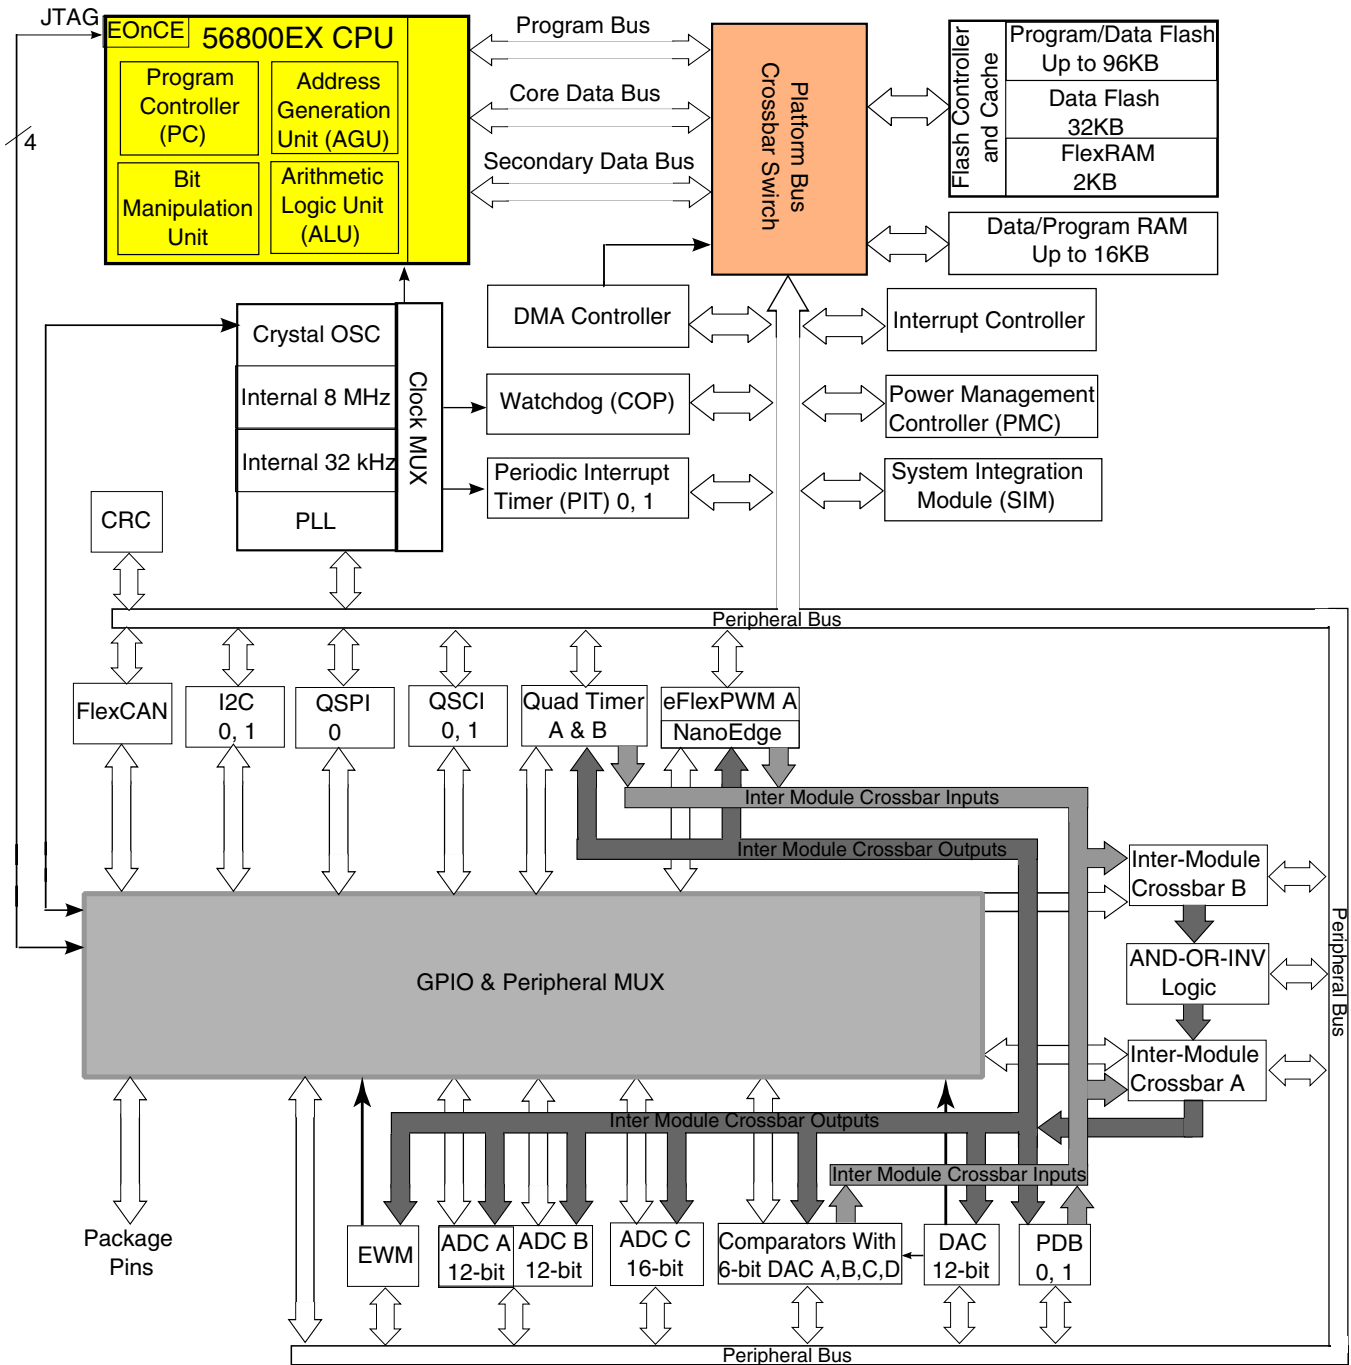 JTAG
EOnCE
56800EX CPU
Program Bus
Program/Data Flash
Up to 96KB
Program
Controller
(PC)
Address
Generation
Unit (AGU)
Core Data Bus
Platform Bus
Crossbar Swirch
Flash Controller
and Cache
Data Flash
32KB
4
Secondary Data Bus
FlexRAM
2KB
Bit
Manipulation
Unit
Arithmetic
Logic Unit
(ALU)
Data/Program RAM
Up to 16KB
Crystal OSC
DMA Controller
Interrupt Controller
Internal 8 MHz
Clock MUX
Watchdog (COP)
Power Management
Controller (PMC)
Internal 32 kHz
Periodic Interrupt
Timer (PIT) 0, 1
System Integration
Module (SIM)
CRC
PLL
Peripheral Bus
FlexCAN
I2C
0, 1
QSPI
0
QSCI
0, 1
Quad Timer
A & B
eFlexPWM A
NanoEdge
Inter Module Crossbar Inputs
Inter Module Crossbar Outputs
Inter-Module
Crossbar B
Peripheral Bus
AND-OR-INV
Logic
GPIO & Peripheral MUX
Inter-Module
Crossbar A
Inter Module Crossbar Outputs
Inter Module Crossbar Inputs
Package
Pins
EWM
ADC A
12-bit
ADC B
12-bit
ADC C
16-bit
Comparators With
6-bit DAC A,B,C,D
DAC
12-bit
PDB
0, 1
Peripheral Bus